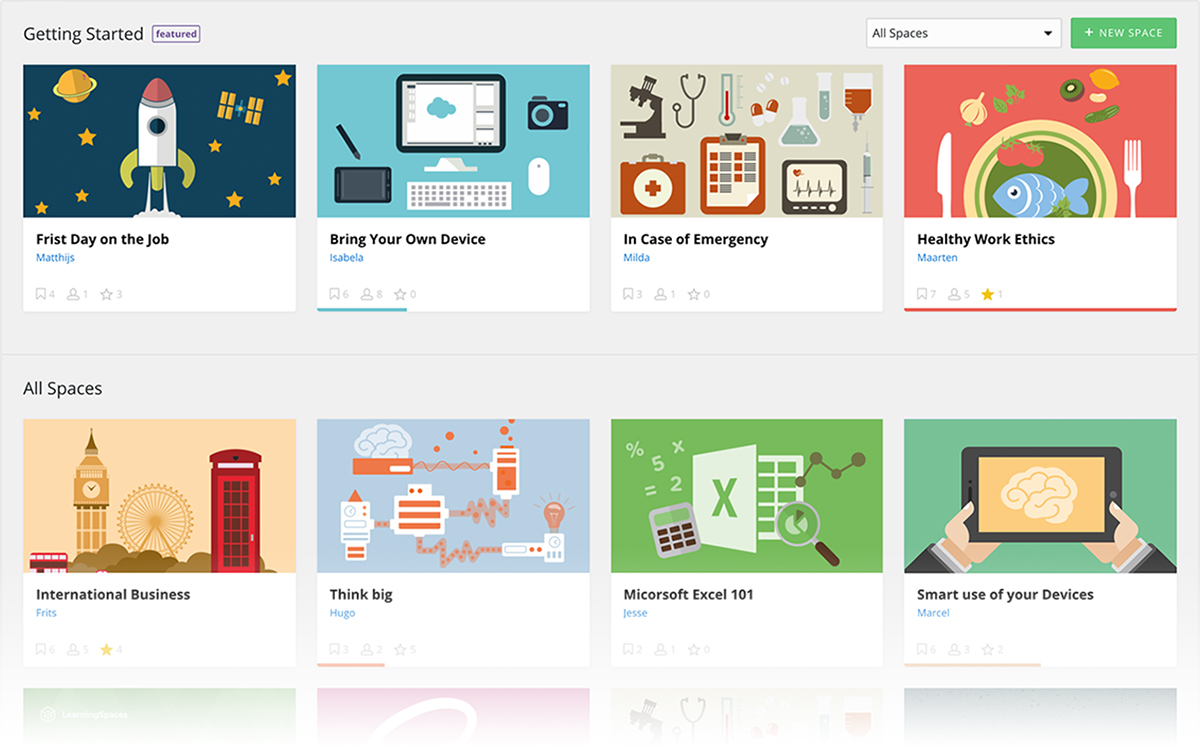 Getting Started featured
All Spaces
+ NEW SPACE
Frist Day on the Job
Matthijs
4 1 3
Bring Your Own Device
Isabela
6 8 0
In Case of Emergency
Milda
3 1 0
Healthy Work Ethics
Maarten
7 5 1
All Spaces
International Business
Frits
6 5 4
Think big
Hugo
3 2 5
% 5 x = 2
X
Micorsoft Excel 101
Jesse
2 1 0
Smart use of your Devices
Marcel
6 3 2
LearningSpaces